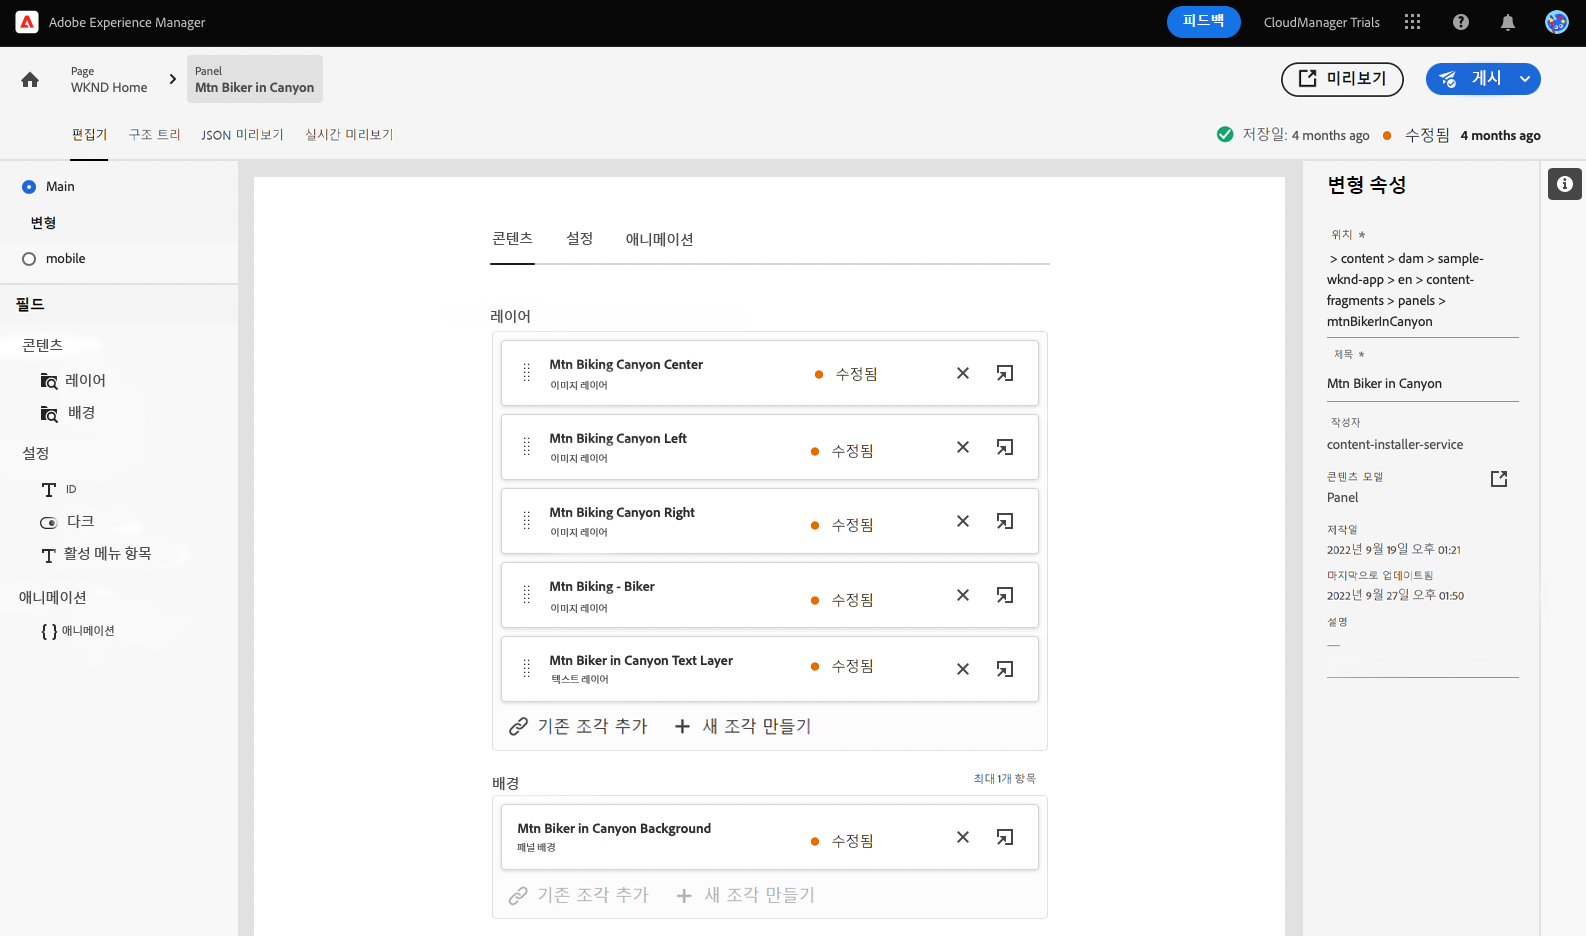 Adobe Experience Manager
피드백
CloudManager Trials
Page
WKND Home
Panel
Mtn Biker in Canyon
미리보기
게시
편집기
구조 트리
JSON 미리보기
실시간 미리보기
저장일: 4 months ago
수정됨 4 months ago
Main
변형
mobile
필드
콘텐츠
레이어
배경
설정
ID
다크
활성 메뉴 항목
애니메이션
{ } 애니메이션
콘텐츠
설정
애니메이션
레이어
Mtn Biking Canyon Center
이미지 레이어
수정됨
Mtn Biking Canyon Left
이미지 레이어
수정됨
Mtn Biking Canyon Right
이미지 레이어
수정됨
Mtn Biking - Biker
이미지 레이어
수정됨
Mtn Biker in Canyon Text Layer
텍스트 레이어
수정됨
기존 조각 추가
새 조각 만들기
배경
최대 1개 항목
Mtn Biker in Canyon Background
패널 배경
수정됨
기존 조각 추가
새 조각 만들기
변형 속성
위치 *
> content > dam > sample-
wknd-app > en > content-
fragments > panels >
mtnBikerInCanyon
제목 *
Mtn Biker in Canyon
작성자
content-installer-service
콘텐츠 모델
Panel
제작일
2022년 9월 19일 오후 01:21
마지막으로 업데이트됨
2022년 9월 27일 오후 01:50
설명
—